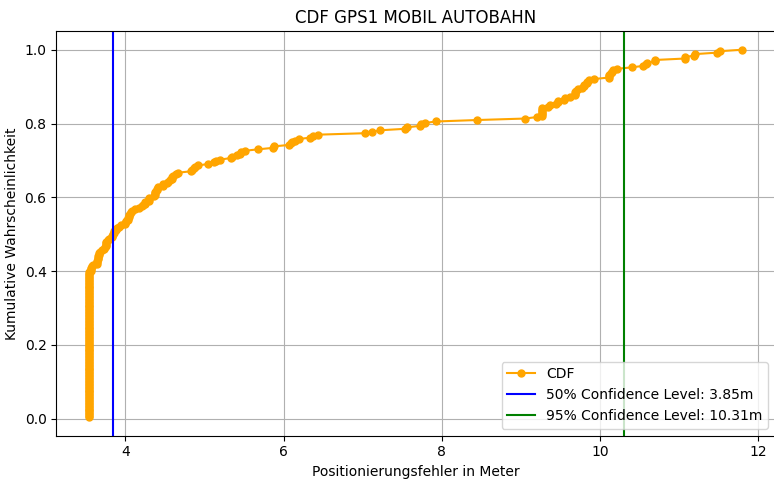 CDF GPS1 MOBIL AUTOBAHN
Kumulative Wahrscheinlichkeit
1.0
0.8
0.6
0.4
0.2
0.0
CDF
50% Confidence Level: 3.85m
95% Confidence Level: 10.31m
4 6 8 10 12
Positionierungsfehler in Meter